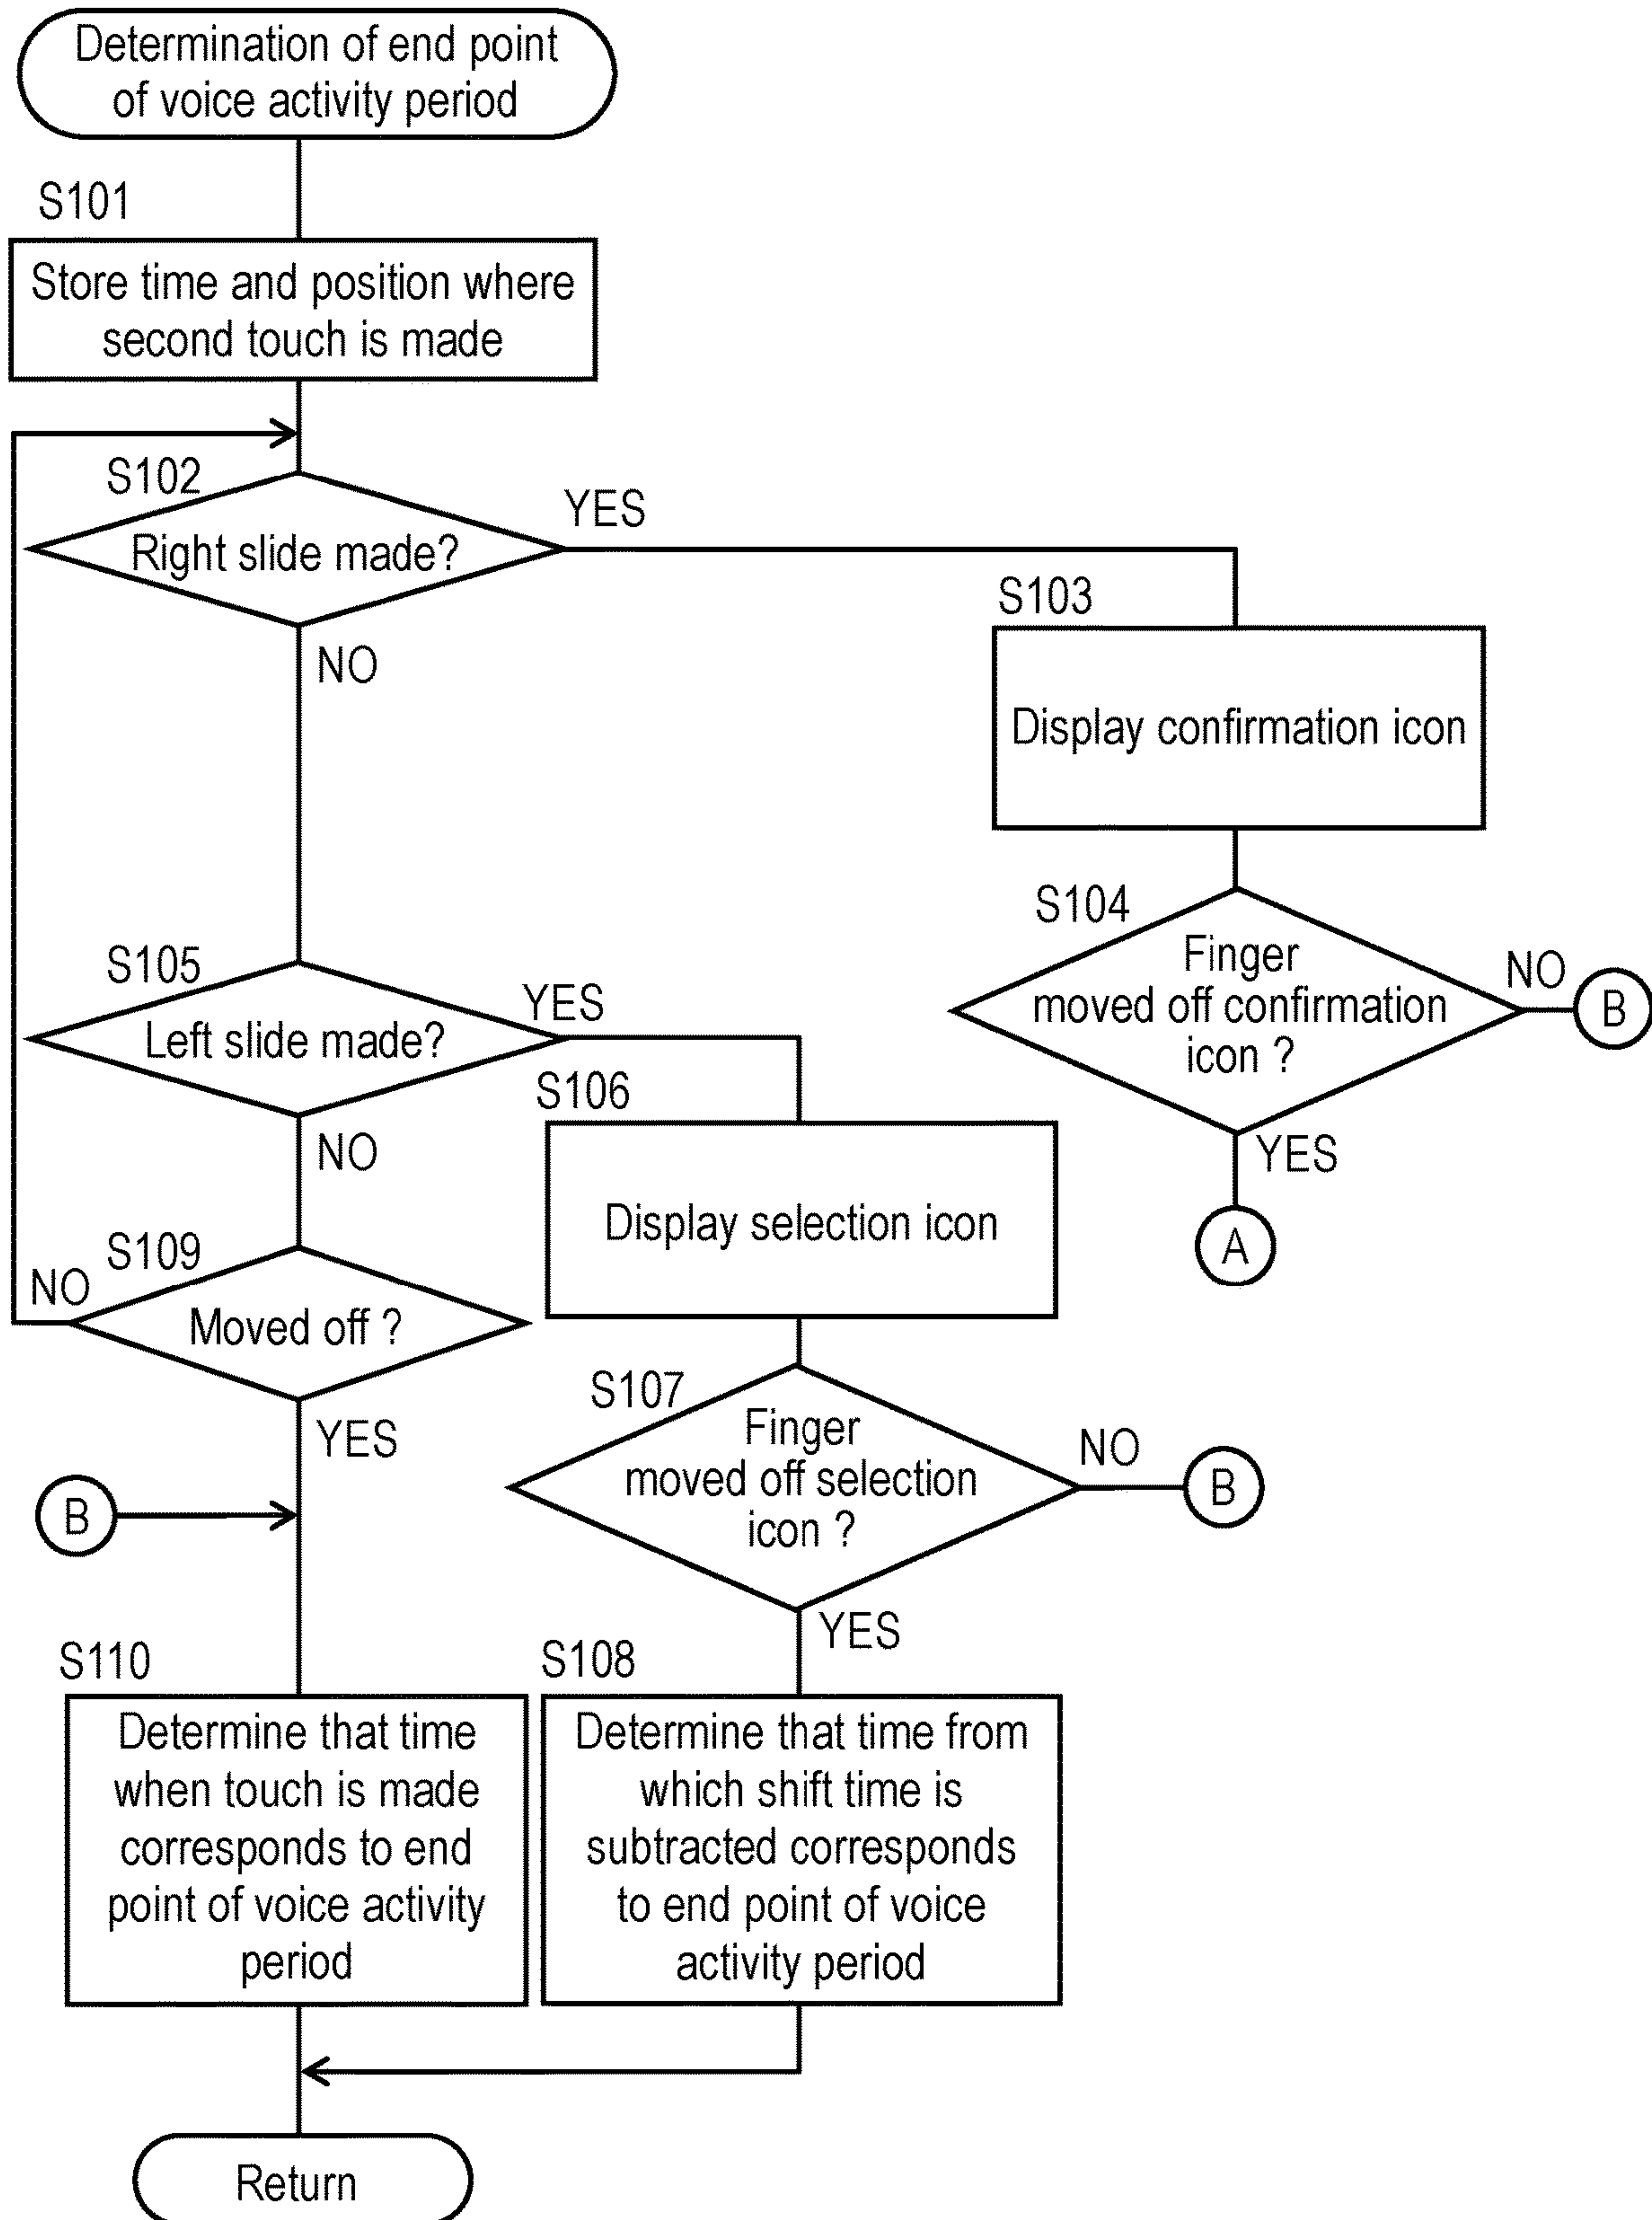 Determination of end point
of voice activity period
S101
Store time and position where
second touch is made
S102
Right slide made?
YES
NO
S103
Display confirmation icon
S104
Finger
moved off confirmation
icon ?
NO
B
YES
A
S105
Left slide made?
YES
NO
S106
Display selection icon
S109
Moved off ?
NO
YES
S107
Finger
moved off selection
icon ?
NO
B
YES
B
S110
Determine that time
when touch is made
corresponds to end
point of voice activity
period
S108
Determine that time from
which shift time is
subtracted corresponds
to end point of voice
activity period
Return